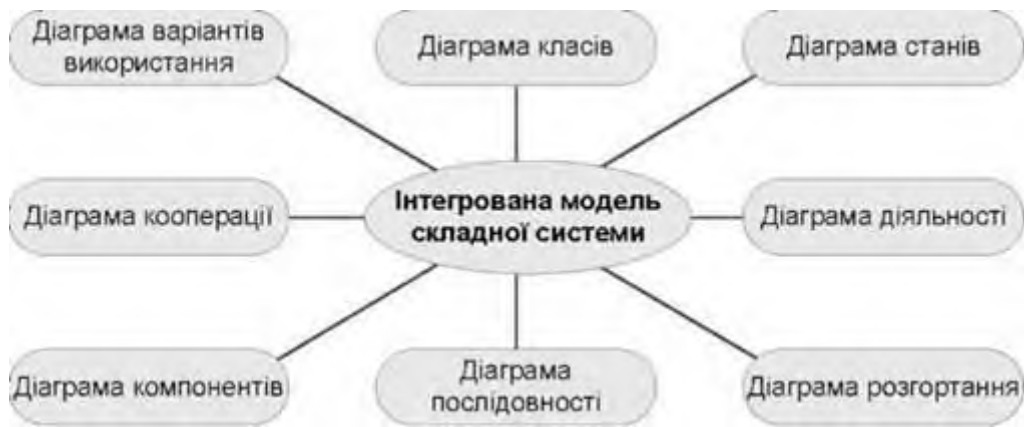 Діаграма варіантів
використання
Діаграма класів
Діаграма станів
Діаграма кооперації
Інтегрована модель
складної системи
Діаграма діяльності
Діаграма компонентів
Діаграма
послідовності
Діаграма розгортання